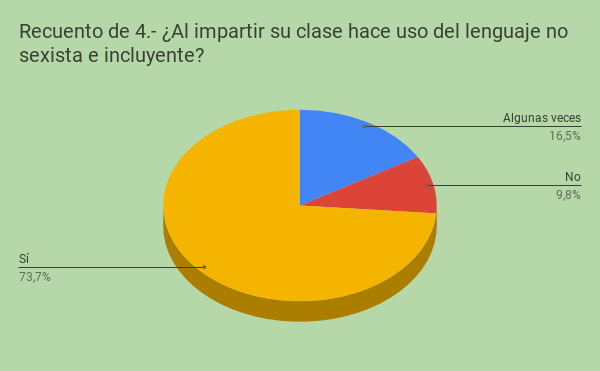 Recuento de 4.- ¿Al impartir su clase hace uso del lenguaje no
sexista e incluyente?
Algunas veces
16,5%
No
9,8%
Sí
73,7%